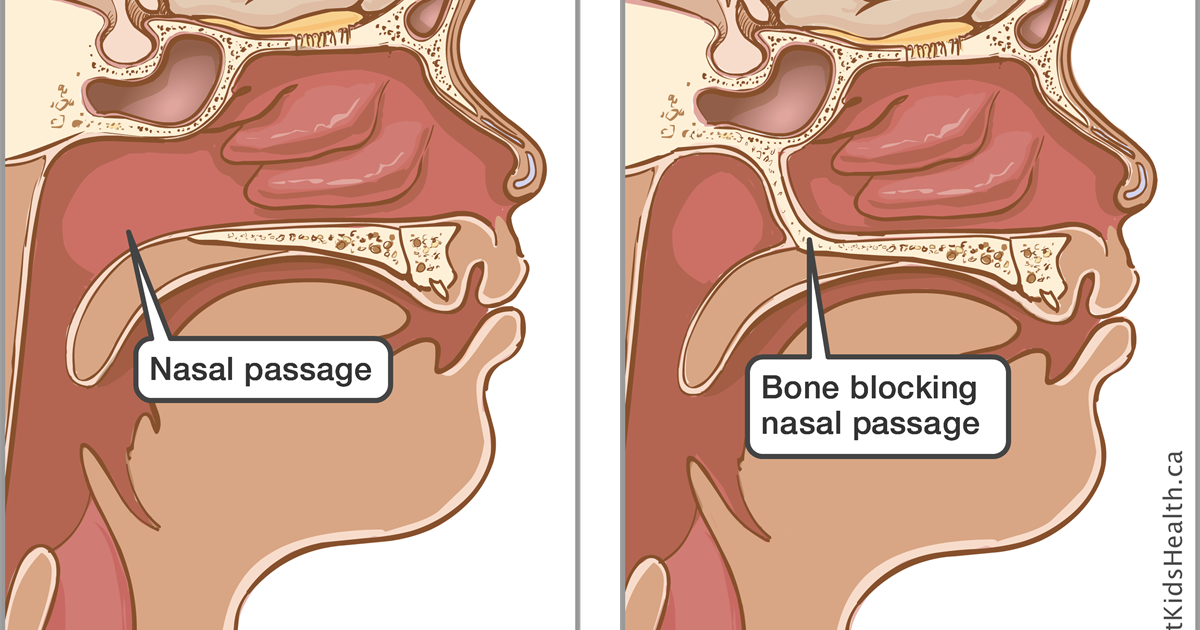 Nasal passage
Bone blocking
nasal passage
tKidsHealth.ca